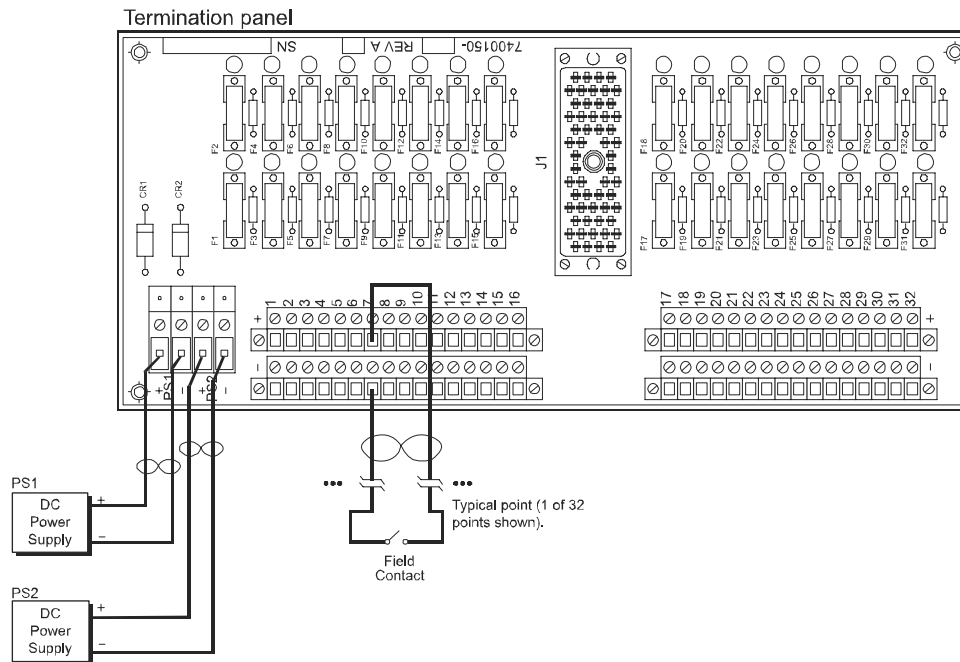 Termination panel
SN
REV A
7400150-
F2
F4
F6
F8
F10
F12
F14
F16
F18
F20
F22
F24
F26
F28
F30
F32
J1
CR1
CR2
F1
F3
F5
F7
F9
F11
F13
F15
F17
F19
F21
F23
F25
F27
F29
F31
1 2 3 4 5 6 7 8 9 10 11 12 13 14 15 16
17 18 19 20 21 22 23 24 25 26 27 28 29 30 31 32
+
+
−
−
+ − + −
PS1
PS2
PS1
DC
Power
Supply
+
−
Typical point (1 of 32
points shown).
Field
Contact
PS2
DC
Power
Supply
+
−